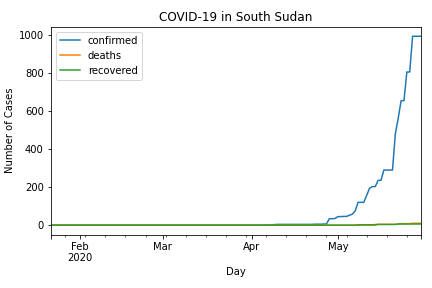 COVID-19 in South Sudan
confirmed
deaths
recovered
Number of Cases
1000
800
600
400
200
0
Feb Mar Apr May
2020
Day